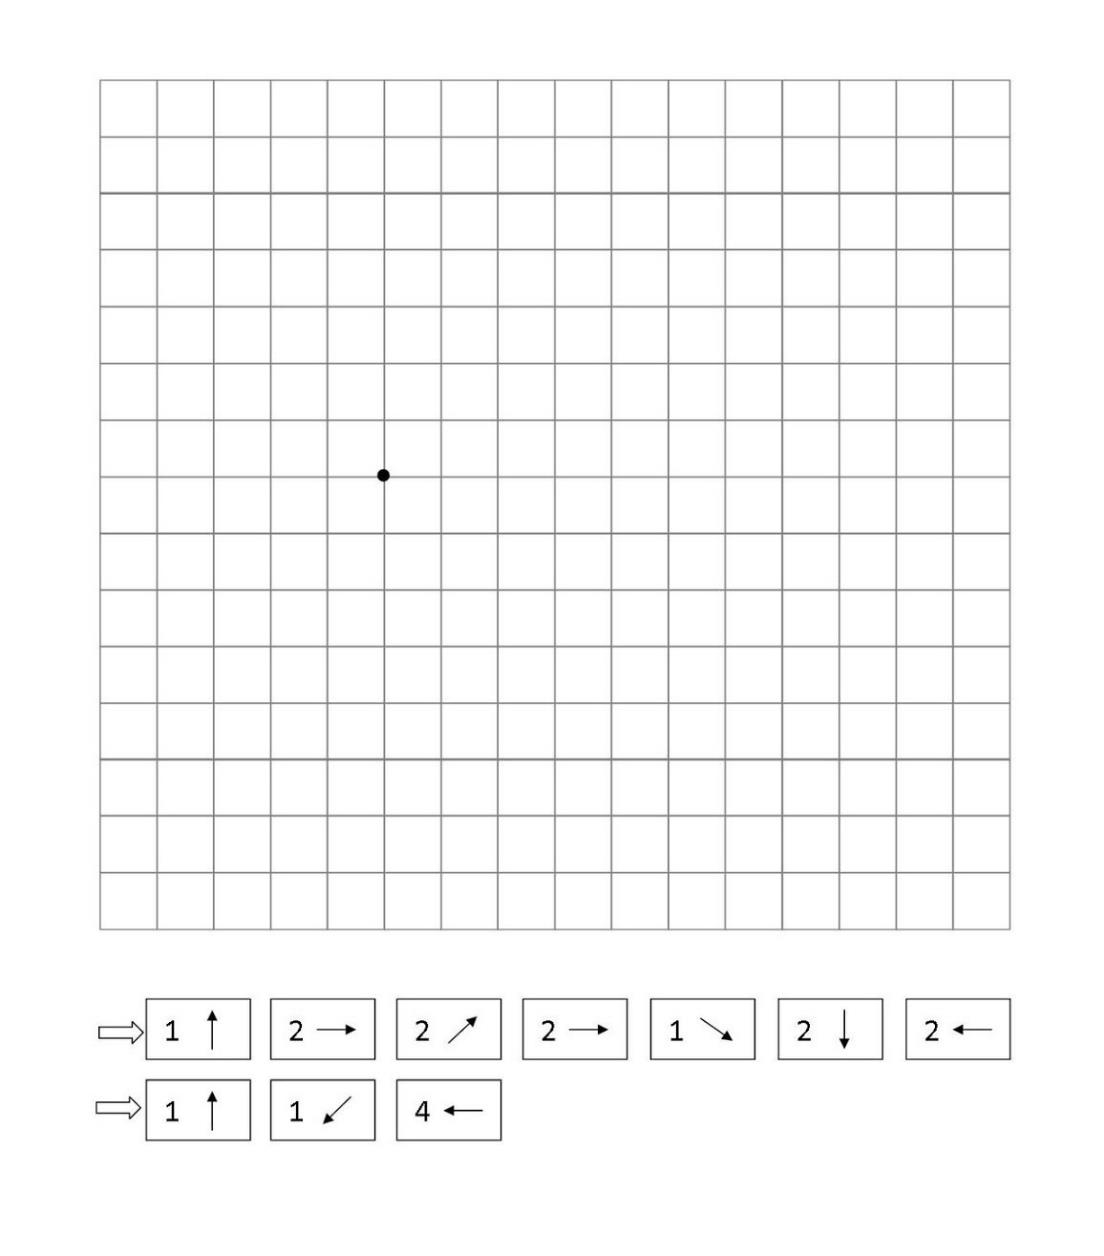 1 ↑ 2 → 2 ↗ 2 → 1 ↘ 2 ↓ 2 ←
1 ↑ 1 ↙ 4 ←